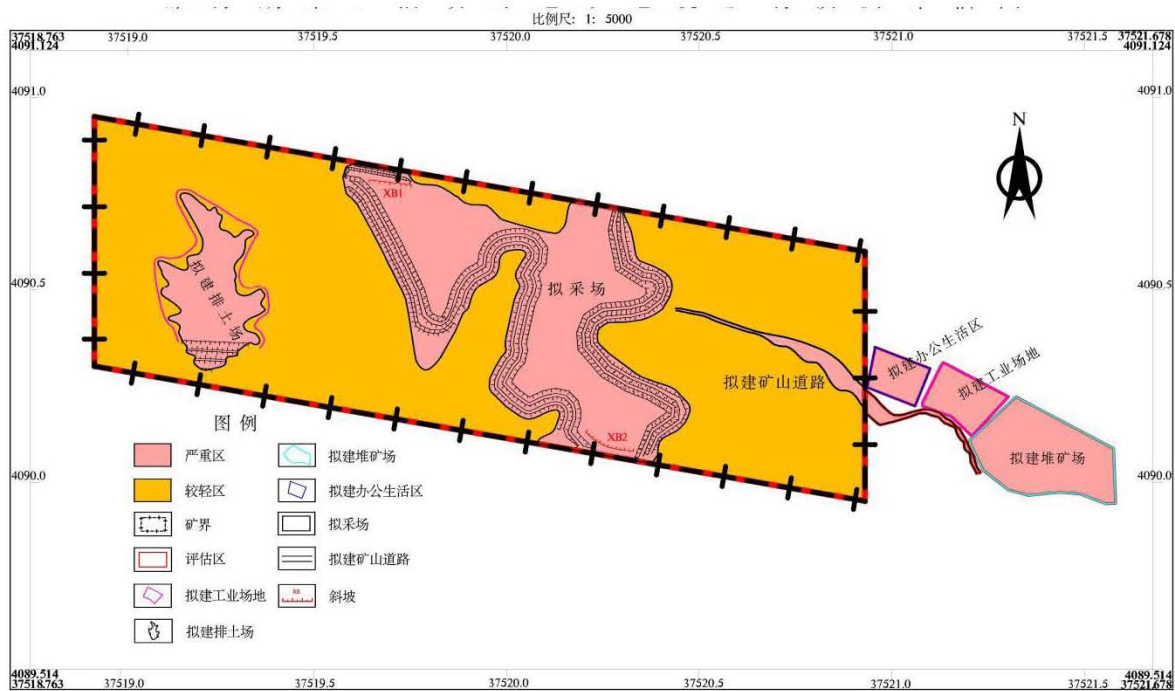 比例尺: 1: 5000
37518.763
4091.124
37519.0
37519.5
37520.0
37520.5
37521.0
37521.5
37521.678
4091.124
4091.0
4091.0
N
XB1
拟建排土场
拟采场
4090.5
4090.5
拟建办公生活区
拟建工业场地
拟建矿山道路
XB2
拟建堆矿场
4090.0
4090.0
图例
严重区
拟建堆矿场
较轻区
拟建办公生活区
矿界
拟采场
评估区
拟建矿山道路
拟建工业场地
XB
斜坡
拟建排土场
4089.514
37518.763
37519.0
37519.5
37520.0
37520.5
37521.0
37521.5
4089.514
37521.678